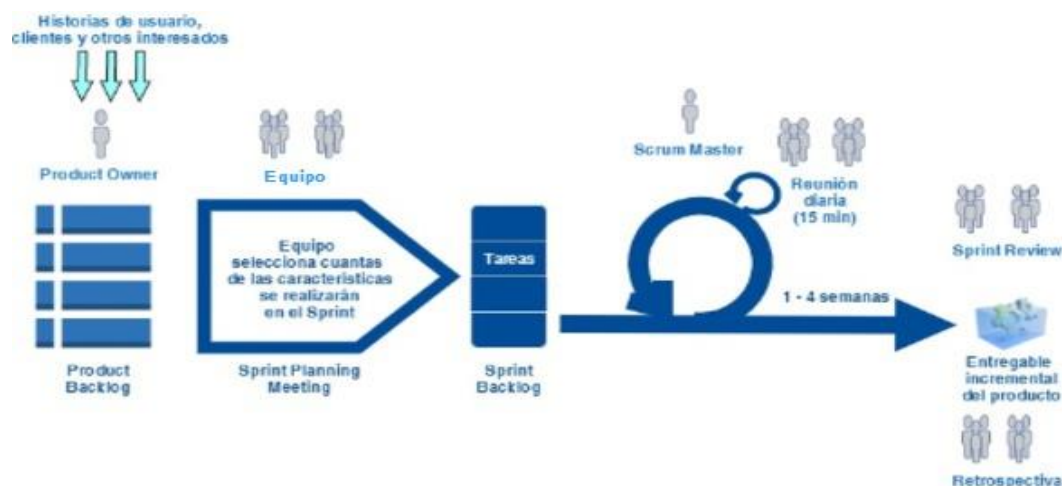 Historias de usuario,
clientes y otros interesados
Product Owner
Product
Backlog
Equipo
Equipo
selecciona cuantas
de las caracteristicas
se realizarán
en el Sprint
Sprint Planning
Meeting
Tareas
Sprint
Backlog
Scrum Master
Reunión
diaria
(15 min)
1 - 4 semanas
Sprint Review
Entregable
incremental
del producto
Retrospectiva